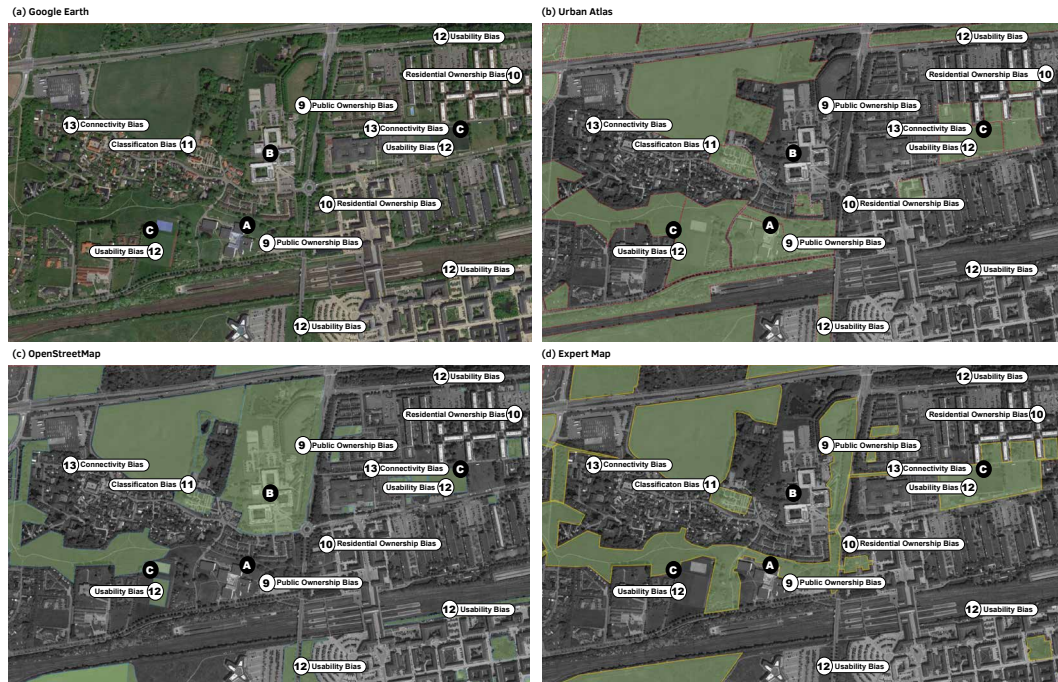 (a) Google Earth
12 Usability Bias
Residential Ownership Bias 10
9 Public Ownership Bias
13 Connectivity Bias
13 Connectivity Bias C
Classificaton Bias 11
Usability Bias 12
B
10 Residential Ownership Bias
A
C
9 Public Ownership Bias
Usability Bias 12
12 Usability Bias
12 Usability Bias
(b) Urban Atlas
12 Usability Bias
Residential Ownership Bias 10
9 Public Ownership Bias
13 Connectivity Bias
13 Connectivity Bias C
Classificaton Bias 11
Usability Bias 12
B
10 Residential Ownership Bias
A
C
9 Public Ownership Bias
Usability Bias 12
12 Usability Bias
12 Usability Bias
(c) OpenStreetMap
12 Usability Bias
Residential Ownership Bias 10
9 Public Ownership Bias
13 Connectivity Bias
13 Connectivity Bias C
Classificaton Bias 11
Usability Bias 12
B
10 Residential Ownership Bias
A
C
9 Public Ownership Bias
Usability Bias 12
12 Usability Bias
12 Usability Bias
(d) Expert Map
12 Usability Bias
Residential Ownership Bias 10
9 Public Ownership Bias
13 Connectivity Bias
13 Connectivity Bias C
Classificaton Bias 11
Usability Bias 12
B
10 Residential Ownership Bias
A
C
9 Public Ownership Bias
Usability Bias 12
12 Usability Bias
12 Usability Bias